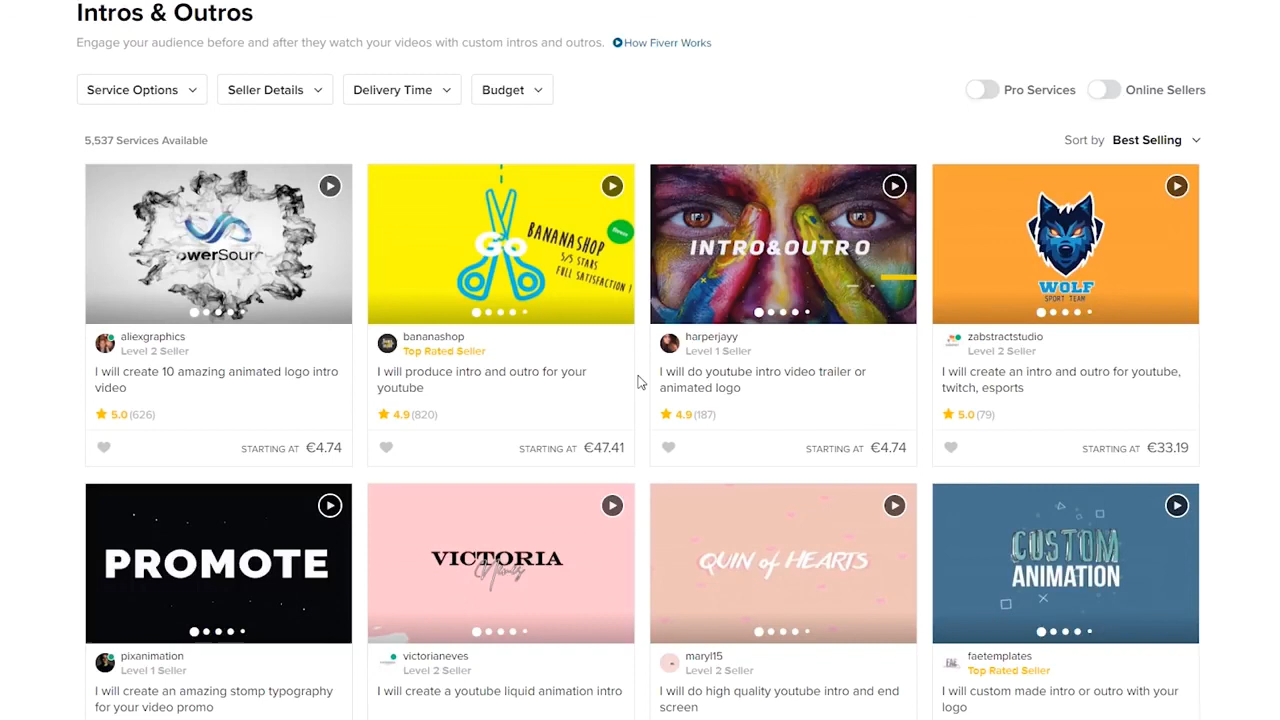 Intros & Outros
Engage your audience before and after they watch your videos with custom intros and outros. How Fiverr Works
Service Options
Seller Details
Delivery Time
Budget
Pro Services
Online Sellers
5,537 Services Available
Sort by Best Selling
owerSourc
Go
BANANASHOP
5/5 STARS
FULL SATISFACTION !
INTRO&OUTRO
WOLF
SPORT TEAM
aliexgraphics
Level 2 Seller
I will create 10 amazing animated logo intro
video
5.0 (626)
STARTING AT €4.74
bananashop
Top Rated Seller
I will produce intro and outro for your
youtube
4.9 (820)
STARTING AT €47.41
harperjayy
Level 1 Seller
I will do youtube intro video trailer or
animated logo
4.9 (187)
STARTING AT €4.74
zabstractstudio
Level 2 Seller
I will create an intro and outro for youtube,
twitch, esports
5.0 (79)
STARTING AT €33.19
PROMOTE
VICTORIA
QUIN of HEARTS
CUSTOM
ANIMATION
pixanimation
Level 1 Seller
I will create an amazing stomp typography
for your video promo
victorianeves
Level 2 Seller
I will create a youtube liquid animation intro
maryl15
Level 2 Seller
I will do high quality youtube intro and end
screen
faetemplates
Top Rated Seller
I will custom made intro or outro with your
logo